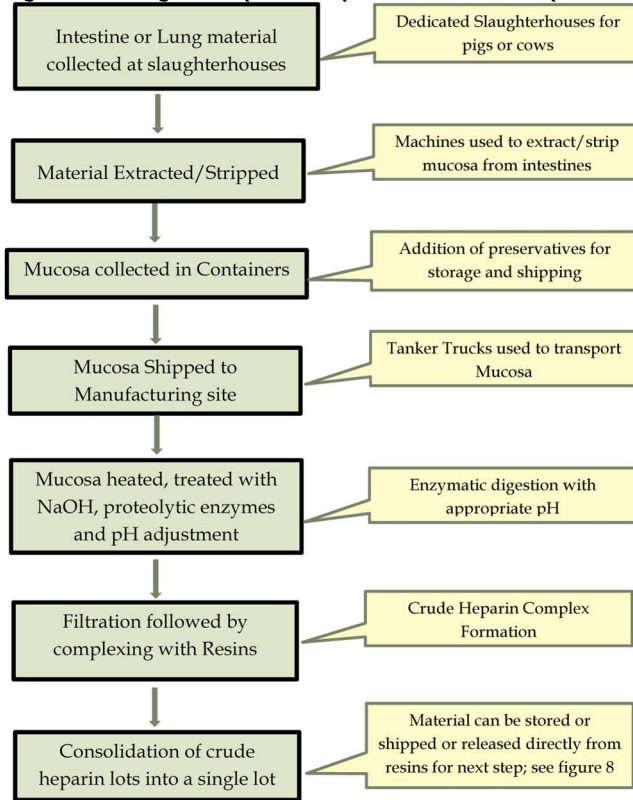 Intestine or Lung material
collected at slaughterhouses
Dedicated Slaughterhouses for
pigs or cows
Material Extracted/Stripped
Machines used to extract/strip
mucosa from intestines
Mucosa collected in Containers
Addition of preservatives for
storage and shipping
Mucosa Shipped to
Manufacturing site
Tanker Trucks used to transport
Mucosa
Mucosa heated, treated with
NaOH, proteolytic enzymes
and pH adjustment
Enzymatic digestion with
appropriate pH
Filtration followed by
complexing with Resins
Crude Heparin Complex
Formation
Consolidation of crude
heparin lots into a single lot
Material can be stored or
shipped or released directly from
resins for next step; see figure 8